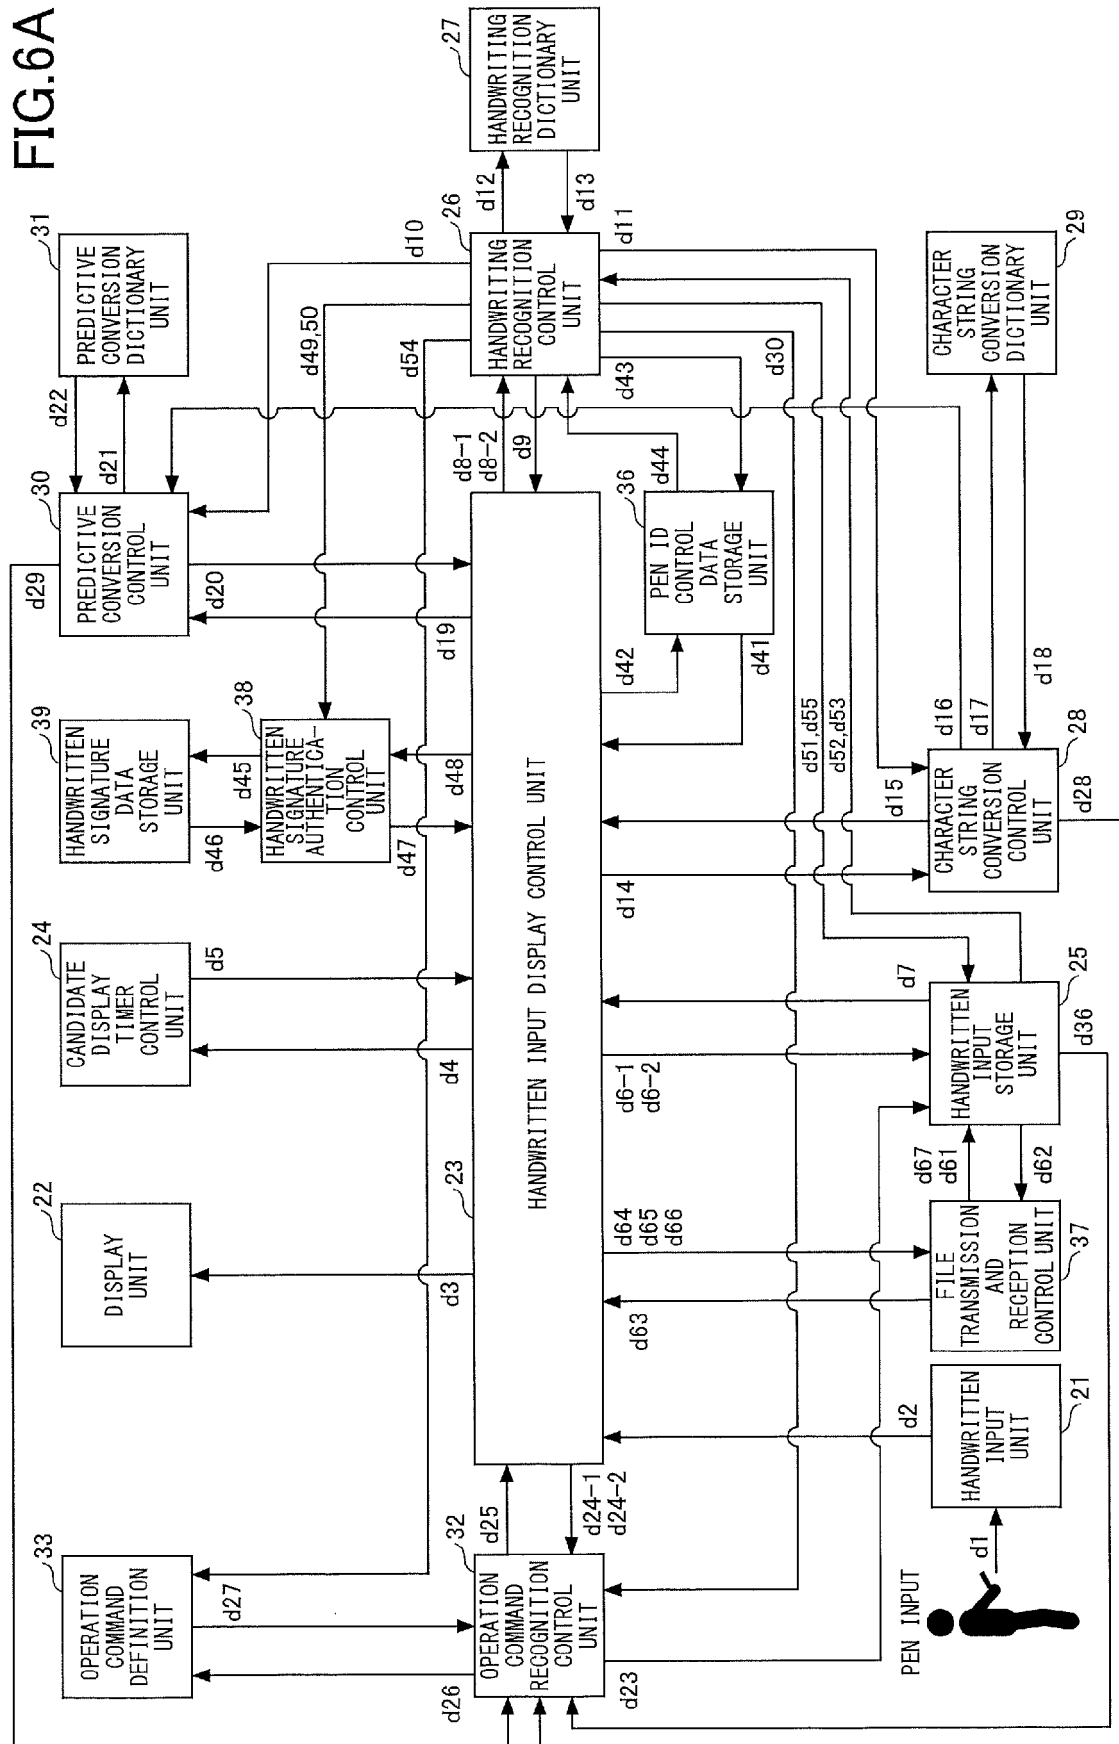 FIG.6A
33
OPERATION
COMMAND
DEFINITION
UNIT
22
DISPLAY
UNIT
24
CANDIDATE
DISPLAY
TIMER
CONTROL
UNIT
39
HANDWRITTEN
SIGNATURE
DATA
STORAGE
UNIT
d29
30
PREDICTIVE
CONVERSION
CONTROL
UNIT
d22
d21
31
PREDICTIVE
CONVERSION
DICTIONARY
UNIT
d26
d27
d3
d4
d5
d46
d45
38
HANDWRITTEN
SIGNATURE
AUTHENTICA-
TION
CONTROL
UNIT
d47
d48
d19
d20
d49,50
d54
d10
32
OPERATION
COMMAND
RECOGNITION
CONTROL
UNIT
d25
d24-1
d24-2
23
HANDWRITTEN INPUT DISPLAY CONTROL UNIT
d8-1
d8-2
d9
26
HANDWRITING
RECOGNITION
CONTROL
UNIT
d12
d13
27
HANDWRITING
RECOGNITION
DICTIONARY
UNIT
d23
d2
d63
d64
d65
d66
d6-1
d6-2
d7
d14
d15
d42
d41
36
PEN ID
CONTROL
DATA
STORAGE
UNIT
d44
d43
d30
d11
d51,d55
d52,d53
PEN INPUT
d1
HANDWRITTEN
INPUT
UNIT
21
FILE
TRANSMISSION
AND
RECEPTION
CONTROL UNIT
37
d67
d61
d62
HANDWRITTEN
INPUT
STORAGE
UNIT
25
d36
CHARACTER
STRING
CONVERSION
CONTROL
UNIT
28
d28
d16
d17
d18
CHARACTER
STRING
CONVERSION
DICTIONARY
UNIT
29